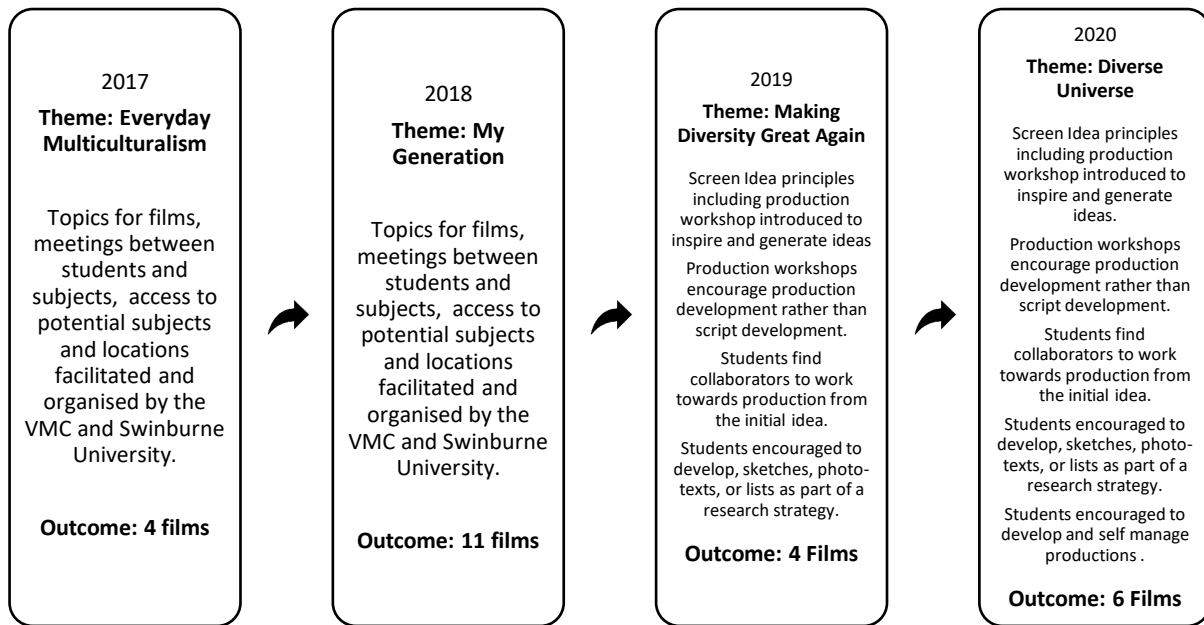 2017
Theme: Everyday
Multiculturalism
Topics for films,
meetings between
students and
subjects, access to
potential subjects
and locations
facilitated and
organised by the
VMC and Swinburne
University.
Outcome: 4 films
2018
Theme: My
Generation
Topics for films,
meetings between
students and
subjects, access to
potential subjects
and locations
facilitated and
organised by the
VMC and Swinburne
University.
Outcome: 11 films
2019
Theme: Making
Diversity Great Again
Screen Idea principles
including production
workshop introduced to
inspire and generate ideas
Production workshops
encourage production
development rather than
script development.
Students find
collaborators to work
towards production from
the initial idea.
Students encouraged to
develop, sketches, photo-
texts, or lists as part of a
research strategy.
Outcome: 4 Films
2020
Theme: Diverse
Universe
Screen Idea principles
including production
workshop introduced to
inspire and generate
ideas.
Production workshops
encourage production
development rather than
script development.
Students find
collaborators to work
towards production from
the initial idea.
Students encouraged to
develop, sketches, photo-
texts, or lists as part of a
research strategy.
Students encouraged to
develop and self manage
productions .
Outcome: 6 Films